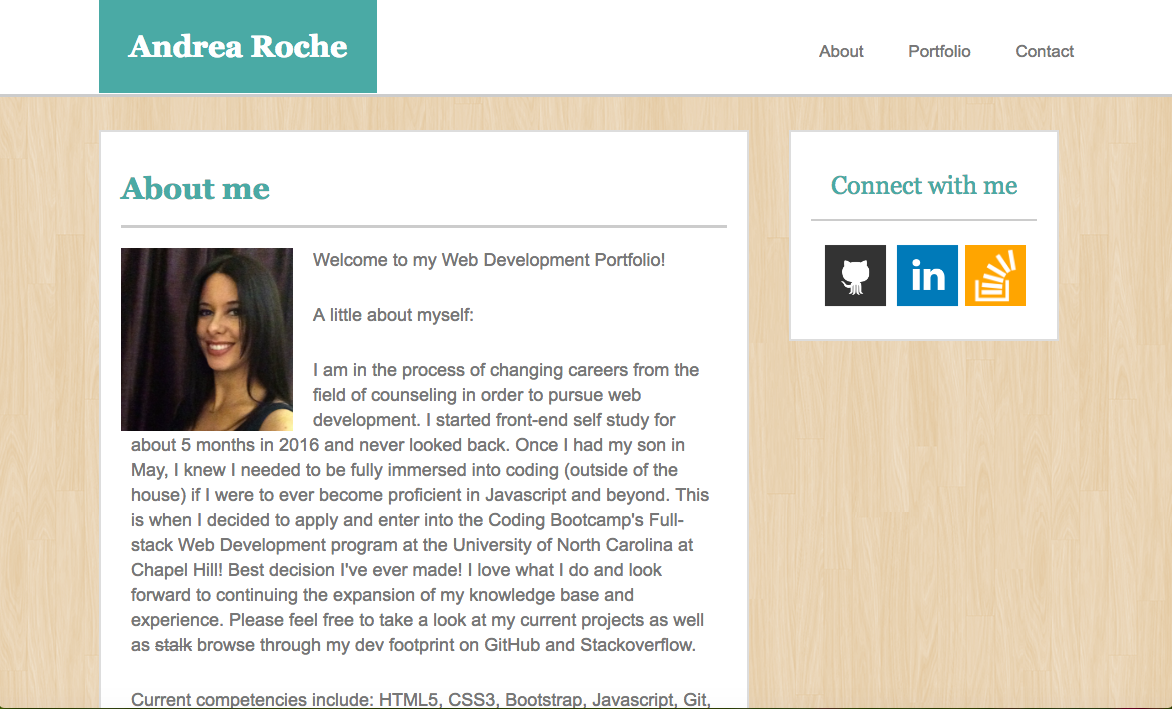 Andrea Roche
About Portfolio Contact
About me
Welcome to my Web Development Portfolio!
A little about myself:
I am in the process of changing careers from the
field of counseling in order to pursue web
development. I started front-end self study for
about 5 months in 2016 and never looked back. Once I had my son in
May, I knew I needed to be fully immersed into coding (outside of the
house) if I were to ever become proficient in Javascript and beyond. This
is when I decided to apply and enter into the Coding Bootcamp's Full-
stack Web Development program at the University of North Carolina at
Chapel Hill! Best decision I've ever made! I love what I do and look
forward to continuing the expansion of my knowledge base and
experience. Please feel free to take a look at my current projects as well
as stalk browse through my dev footprint on GitHub and Stackoverflow.
Current competencies include: HTML5, CSS3, Bootstrap, Javascript, Git,
Connect with me
in